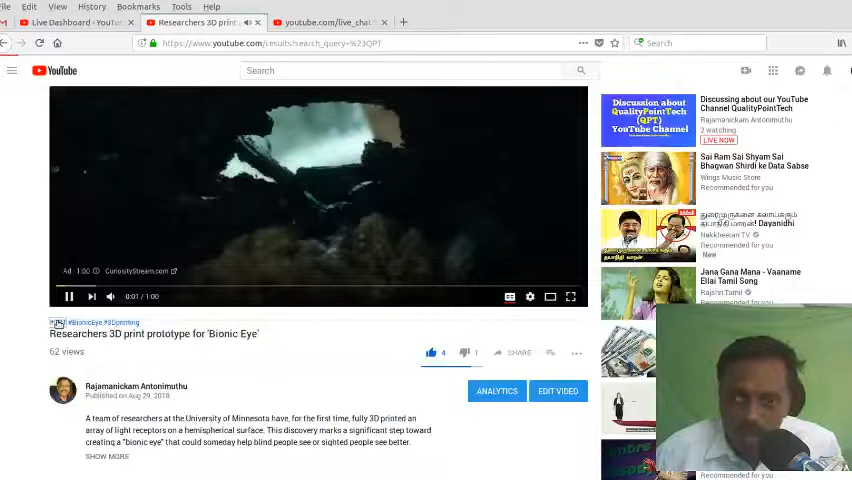 Edit View History Bookmarks Tools Help
Live Dashboard - YouTu
Researchers 3D print
youtube.com/live_chat?
https://www.youtube.com/results?search_query=%23QPT
Search
YouTube
Search
Ad · 1:00 CuriosityStream.com
0:01 / 1:00
#BionicEye #3Dprinting
Researchers 3D print prototype for 'Bionic Eye'
62 views
4
1
SHARE
Rajamanickam Antonimuthu
Published on Aug 29, 2018
ANALYTICS
EDIT VIDEO
A team of researchers at the University of Minnesota have, for the first time, fully 3D printed an
array of light receptors on a hemispherical surface. This discovery marks a significant step toward
creating a "bionic eye" that could someday help blind people see or sighted people see better.
SHOW MORE
Discussion about
QualityPointTech
(QPT)
YouTube Channel
Discussing about our YouTube
Channel QualityPointTech
Rajamanickam Antonimuthu
2 watching
LIVE NOW
Sai Ram Sai Shyam Sai
Bhagwan Shirdi ke Data Sabse
Wings Music Store
Recommended for you
துரைமுருகனை கலாய்க்கும்
தயாநிதி மாறன்! Dayanidhi
Nakkheeran TV
Recommended for you
New
Jana Gana Mana - Vaaname
Ellai Tamil Song
Rajshri Tamil
Recommended for you